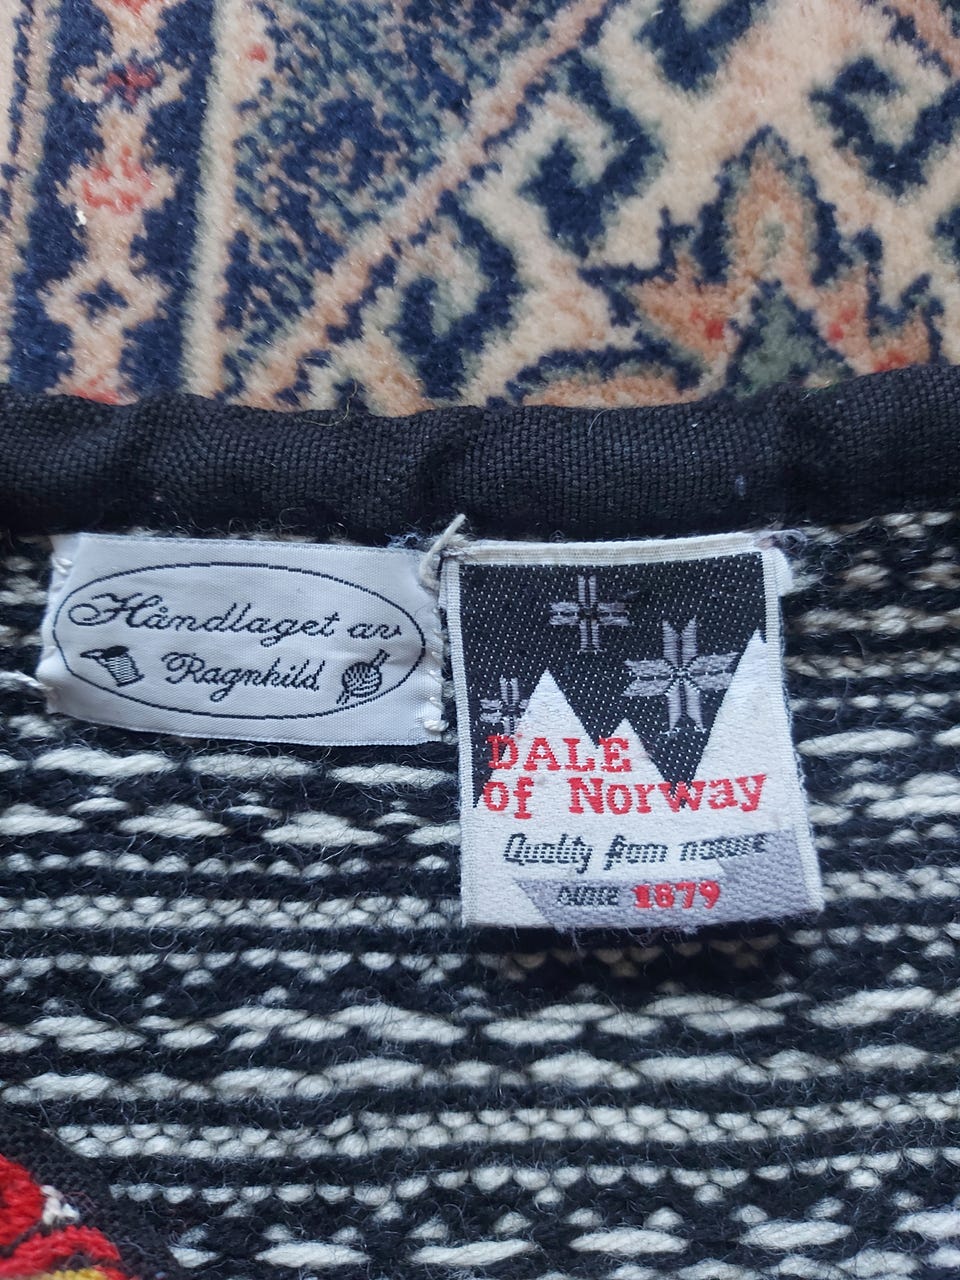 Håndlaget av
Ragnhild
DALE
of Norway
Quality from nature
since 1879